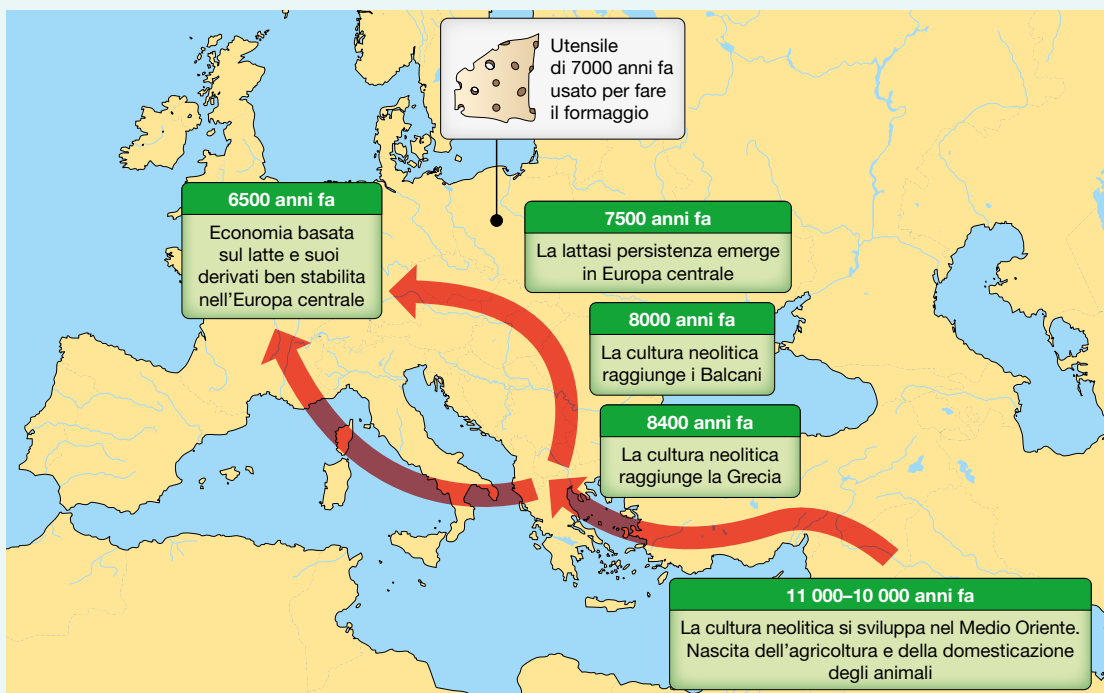 Utensile
di 7000 anni fa
usato per fare
il formaggio
6500 anni fa
Economia basata
sul latte e suoi
derivati ben stabilita
nell’Europa centrale
7500 anni fa
La lattasi persistenza emerge
in Europa centrale
8000 anni fa
La cultura neolitica
raggiunge i Balcani
8400 anni fa
La cultura neolitica
raggiunge la Grecia
11 000–10 000 anni fa
La cultura neolitica si sviluppa nel Medio Oriente.
Nascita dell’agricoltura e della domesticazione
degli animali